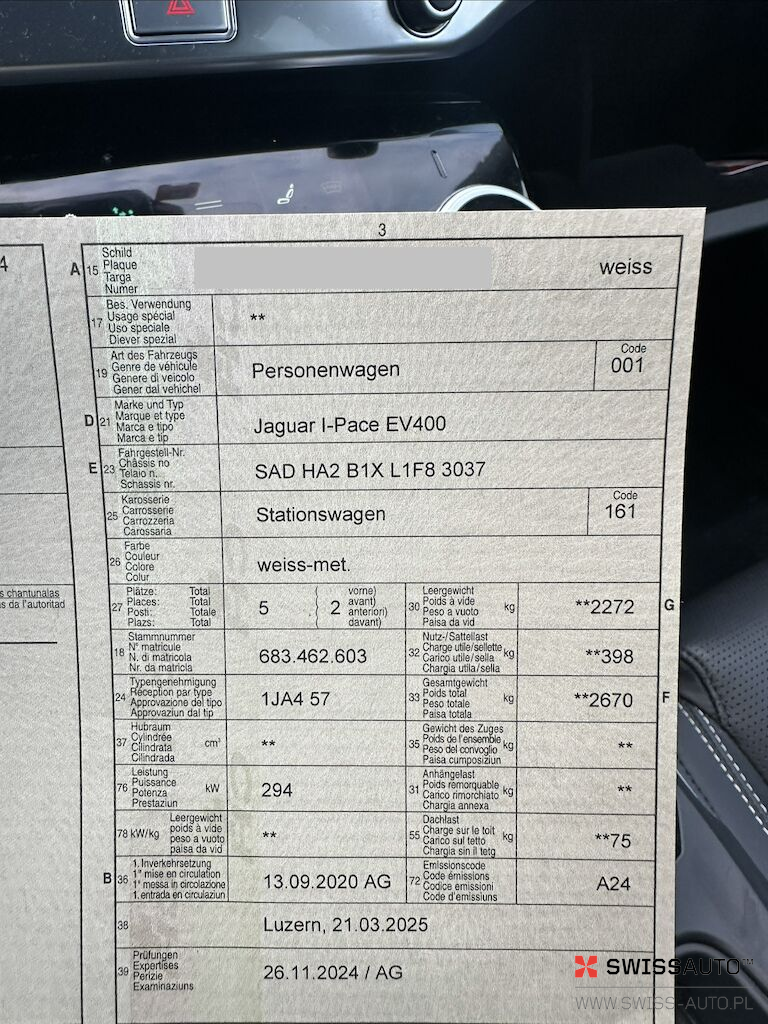 3
4
A 15 Schild
Plaque
Targa
Numer
weiss
17 Bes. Verwendung
Usage spécial
Uso speciale
Diever spezial
**
19 Art des Fahrzeugs
Genre de véhicule
Genere di veicolo
Gener dal vehichel
Personenwagen
Code
001
D 21 Marke und Typ
Marque et type
Marca e tipo
Marca e tip
Jaguar I-Pace EV400
E 23 Fahrgestell-Nr.
Châssis no
Telaio n.
Schassis nr.
SAD HA2 B1X L1F8 3037
25 Karosserie
Carrosserie
Carrozzeria
Carossaria
Stationswagen
Code
161
26 Farbe
Couleur
Colore
Colur
weiss-met.
s chantunalas
s da l'autoritad
27 Plätze: Total
Places: Total
Posti: Totale
Plazs: Total
5 ( 2 vorne)
avant)
anteriori)
davant)
30 Leergewicht
Poids à vide
Peso a vuoto
Paisa da vid
kg
**2272 G
18 Stammnummer
N° matricule
N. di matricola
Nr. da matricla
683.462.603
32 Nutz-/Sattellast
Charge utile/sellette
Carico utile/sella
Chargia utila/sella
kg
**398
24 Typengenehmigung
Réception par type
Approvazione del tipo
Approvaziun dal tip
1JA4 57
33 Gesamtgewicht
Poids total
Peso totale
Paisa totala
kg
**2670 F
37 Hubraum
Cylindrée
Cilindrata
Cilindrada
cm³
**
35 Gewicht des Zuges
Poids de l'ensemble
Peso del convoglio
Paisa cumposiziun
kg
**
76 Leistung
Puissance
Potenza
Prestaziun
kW
294
31 Anhängelast
Poids remorquable
Carico rimorchiato
Chargia annexa
kg
**
78 kW/kg Leergewicht
poids à vide
peso a vuoto
paisa da vid
**
55 Dachlast
Charge sur le toit
Carico sul tetto
Chargia sin il tetg
kg
**75
B 36 1. Inverkehrsetzung
1re mise en circulation
1a messa in circolazione
1. entrada en circulaziun
13.09.2020 AG
72 Emissionscode
Code émissions
Codice emissioni
Code d'emissiuns
A24
38 Luzern, 21.03.2025
39 Prüfungen
Expertises
Perizie
Examinaziuns
26.11.2024 / AG
SWISSAUTO™
WWW.SWISS-AUTO.PL